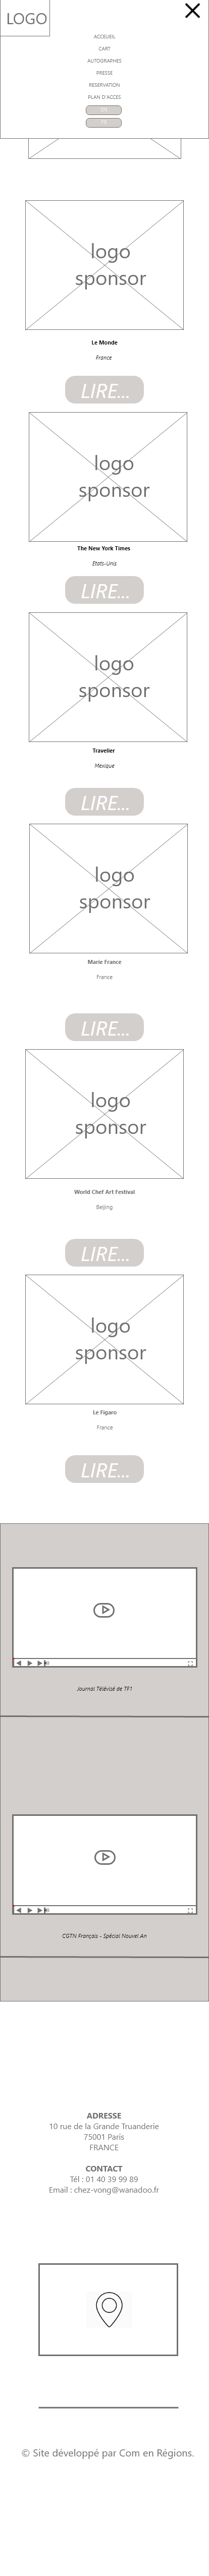 LOGO
ACCEUEIL
CART
AUTOGRAPHES
PRESSE
RESERVATION
PLAN D'ACCES
EN
FR
logo
sponsor
Le Monde
France
LIRE...
logo
sponsor
The New York Times
Etats-Unis
LIRE...
logo
sponsor
Travelier
Mexique
LIRE...
logo
sponsor
Marie France
France
LIRE...
logo
sponsor
World Chef Art Festival
Beijing
LIRE...
logo
sponsor
Le Figaro
France
LIRE...
Journal Télévisé de TF1
CGTN Français - Spécial Nouvel An
ADRESSE
10 rue de la Grande Truanderie
75001 Paris
FRANCE
CONTACT
Tél : 01 40 39 99 89
Email : chez-vong@wanadoo.fr
© Site développé par Com en Régions.